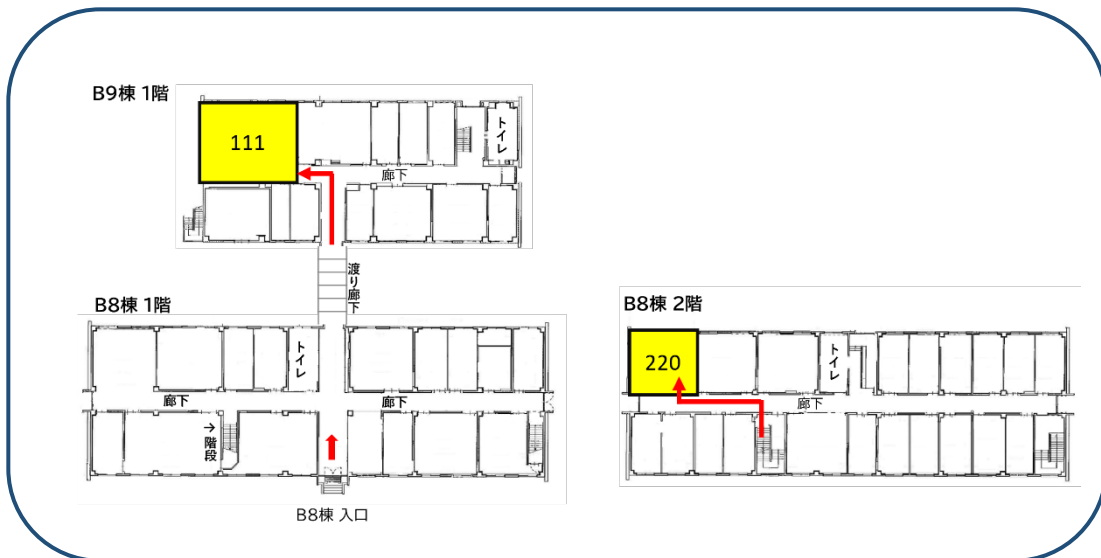 B9棟 1階
111
トイレ
廊下
渡り廊下
B8棟 1階
トイレ
廊下
廊下
→階段
B8棟 入口
B8棟 2階
220
トイレ
廊下